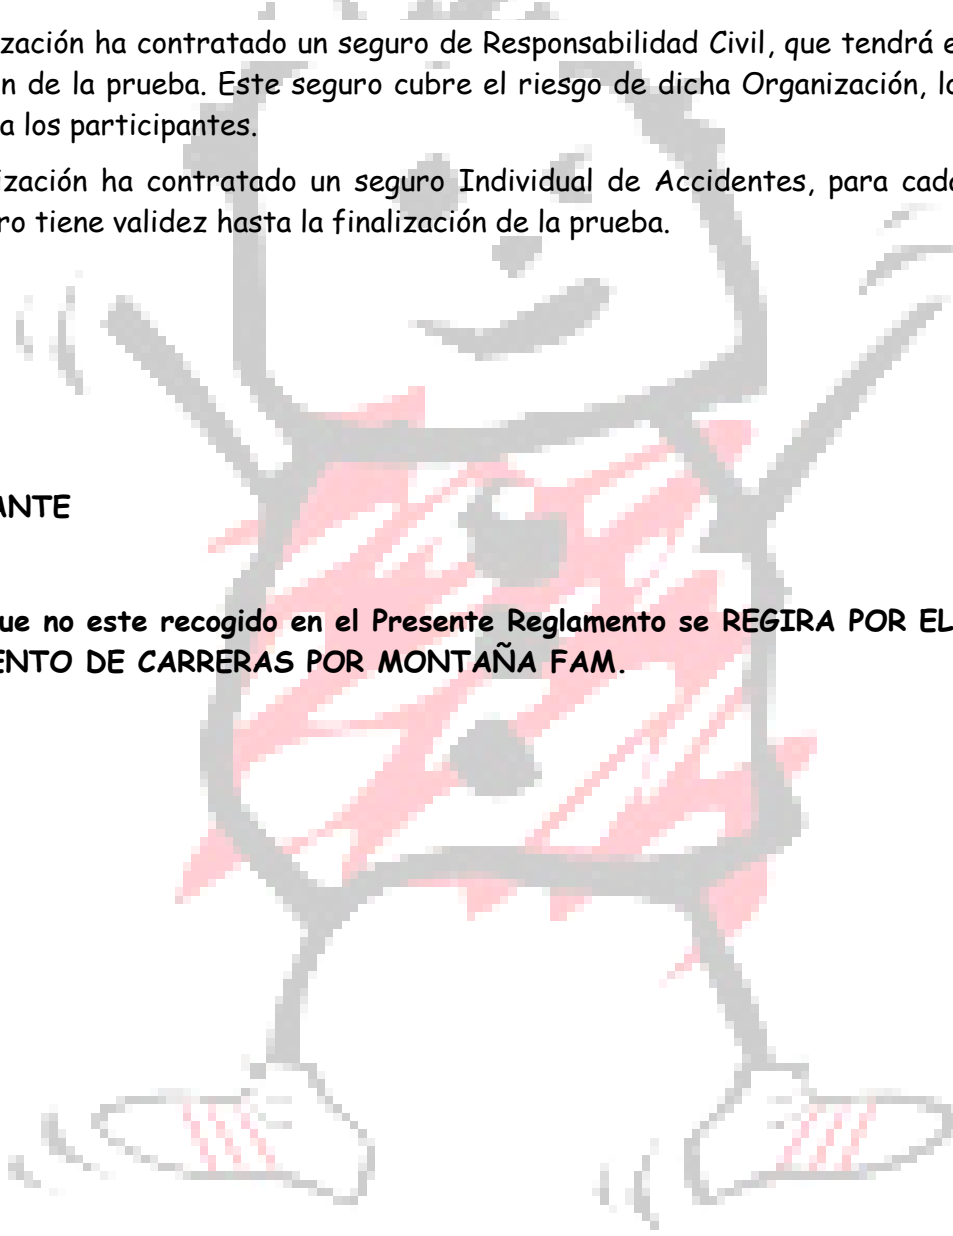 zación ha contratado un seguro de Responsabilidad Civil, que tendrá e
n de la prueba. Este seguro cubre el riesgo de dicha Organización, lo
a los participantes.
ización ha contratado un seguro Individual de Accidentes, para cada
ro tiene validez hasta la finalización de la prueba.
ANTE
ue no este recogido en el Presente Reglamento se REGIRA POR EL
ENTO DE CARRERAS POR MONTAÑA FAM.